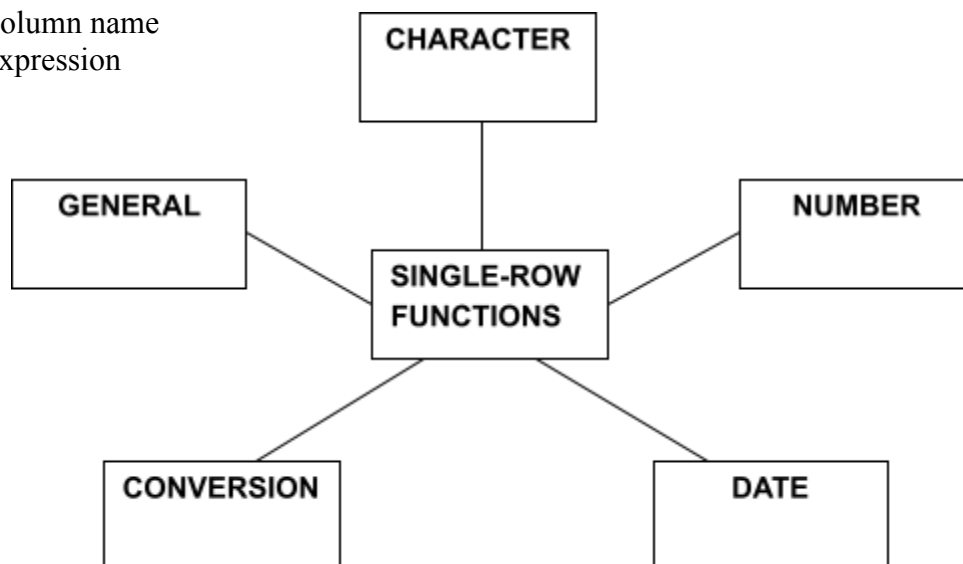 olumn name
xpression
CHARACTER
GENERAL
NUMBER
SINGLE-ROW
FUNCTIONS
CONVERSION
DATE